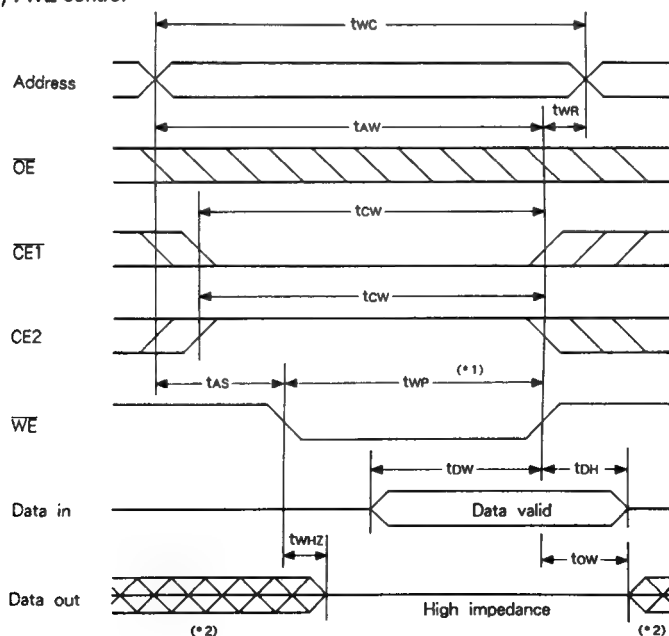 control
twc
Address
twR
tAW
OE
tcw
CE1
tcw
CE2
tAS
twP
(*1)
WE
tDW
tDH
Data in
Data valid
twHZ
tow
Data out
High impedance
(*2)
(*2)